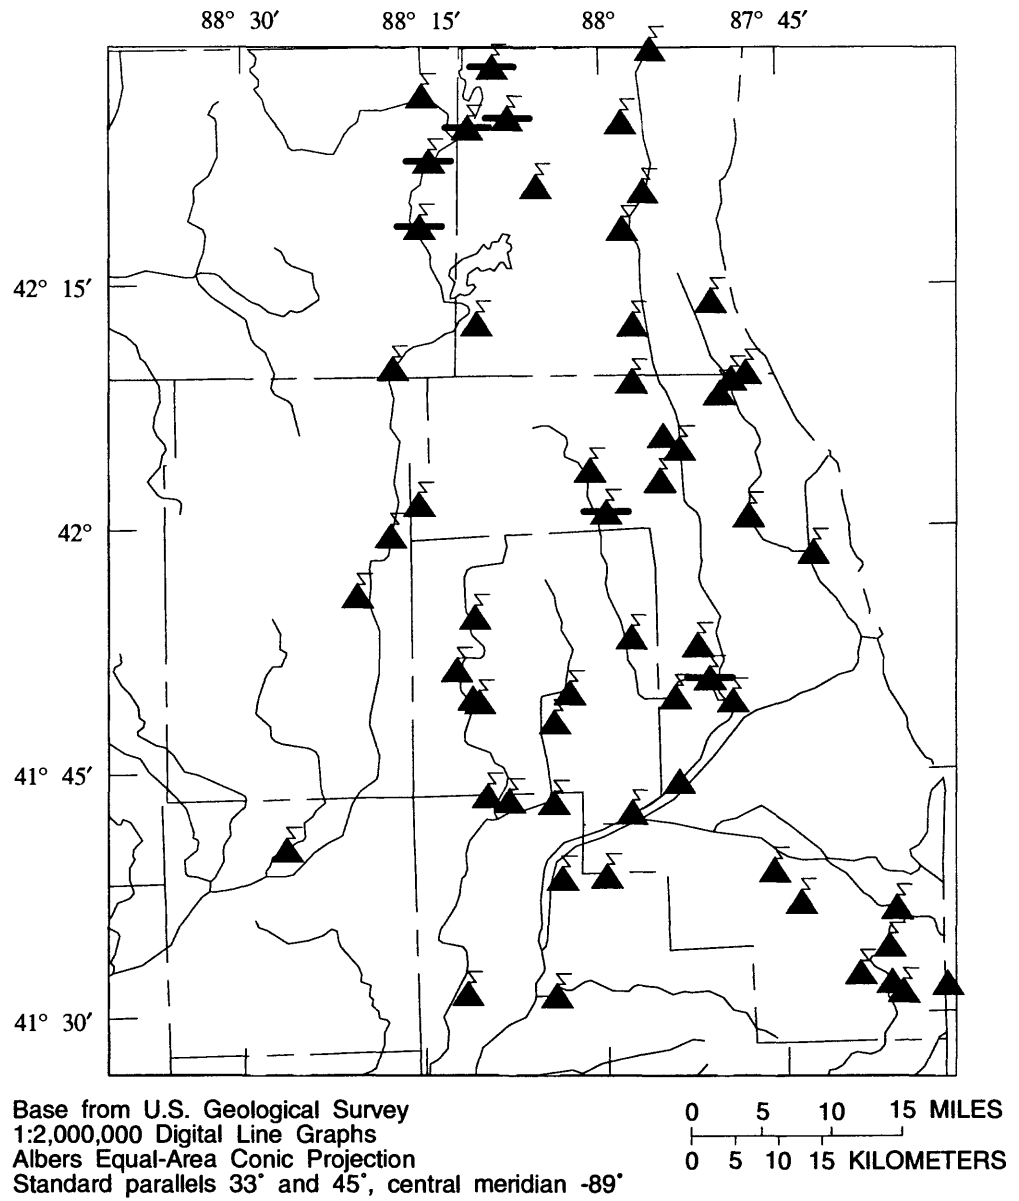 88° 30′ 88° 15′ 88° 87° 45′
42° 15′
42°
41° 45′
41° 30′
Base from U.S. Geological Survey
1:2,000,000 Digital Line Graphs
Albers Equal-Area Conic Projection
Standard parallels 33° and 45°, central meridian -89°
0 5 10 15 MILES
0 5 10 15 KILOMETERS